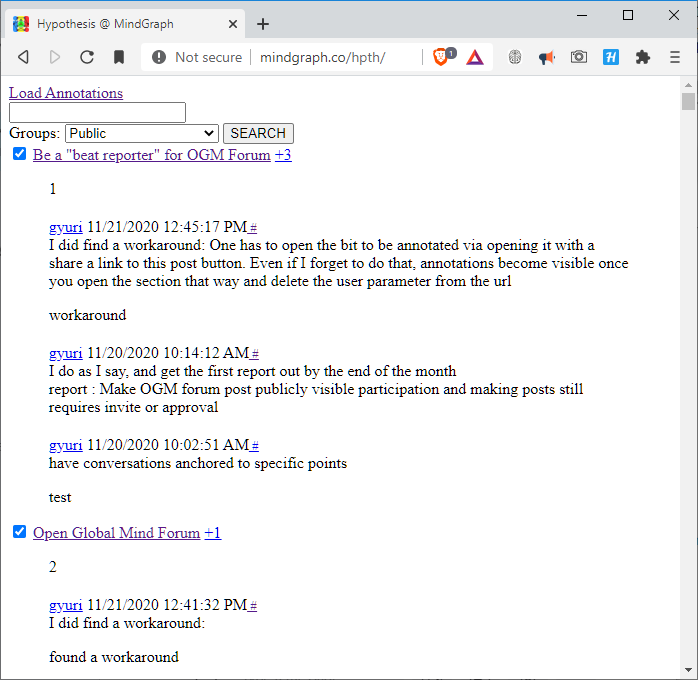 Hypothesis @ MindGraph
Not secure | mindgraph.co/hpth/
1
H
Load Annotations
Groups: Public SEARCH
Be a "beat reporter" for OGM Forum +3
1
gyuri 11/21/2020 12:45:17 PM #
I did find a workaround: One has to open the bit to be annotated via opening it with a
share a link to this post button. Even if I forget to do that, annotations become visible once
you open the section that way and delete the user parameter from the url
workaround
gyuri 11/20/2020 10:14:12 AM #
I do as I say, and get the first report out by the end of the month
report : Make OGM forum post publicly visible participation and making posts still
requires invite or approval
gyuri 11/20/2020 10:02:51 AM #
have conversations anchored to specific points
test
Open Global Mind Forum +1
2
gyuri 11/21/2020 12:41:32 PM #
I did find a workaround:
found a workaround